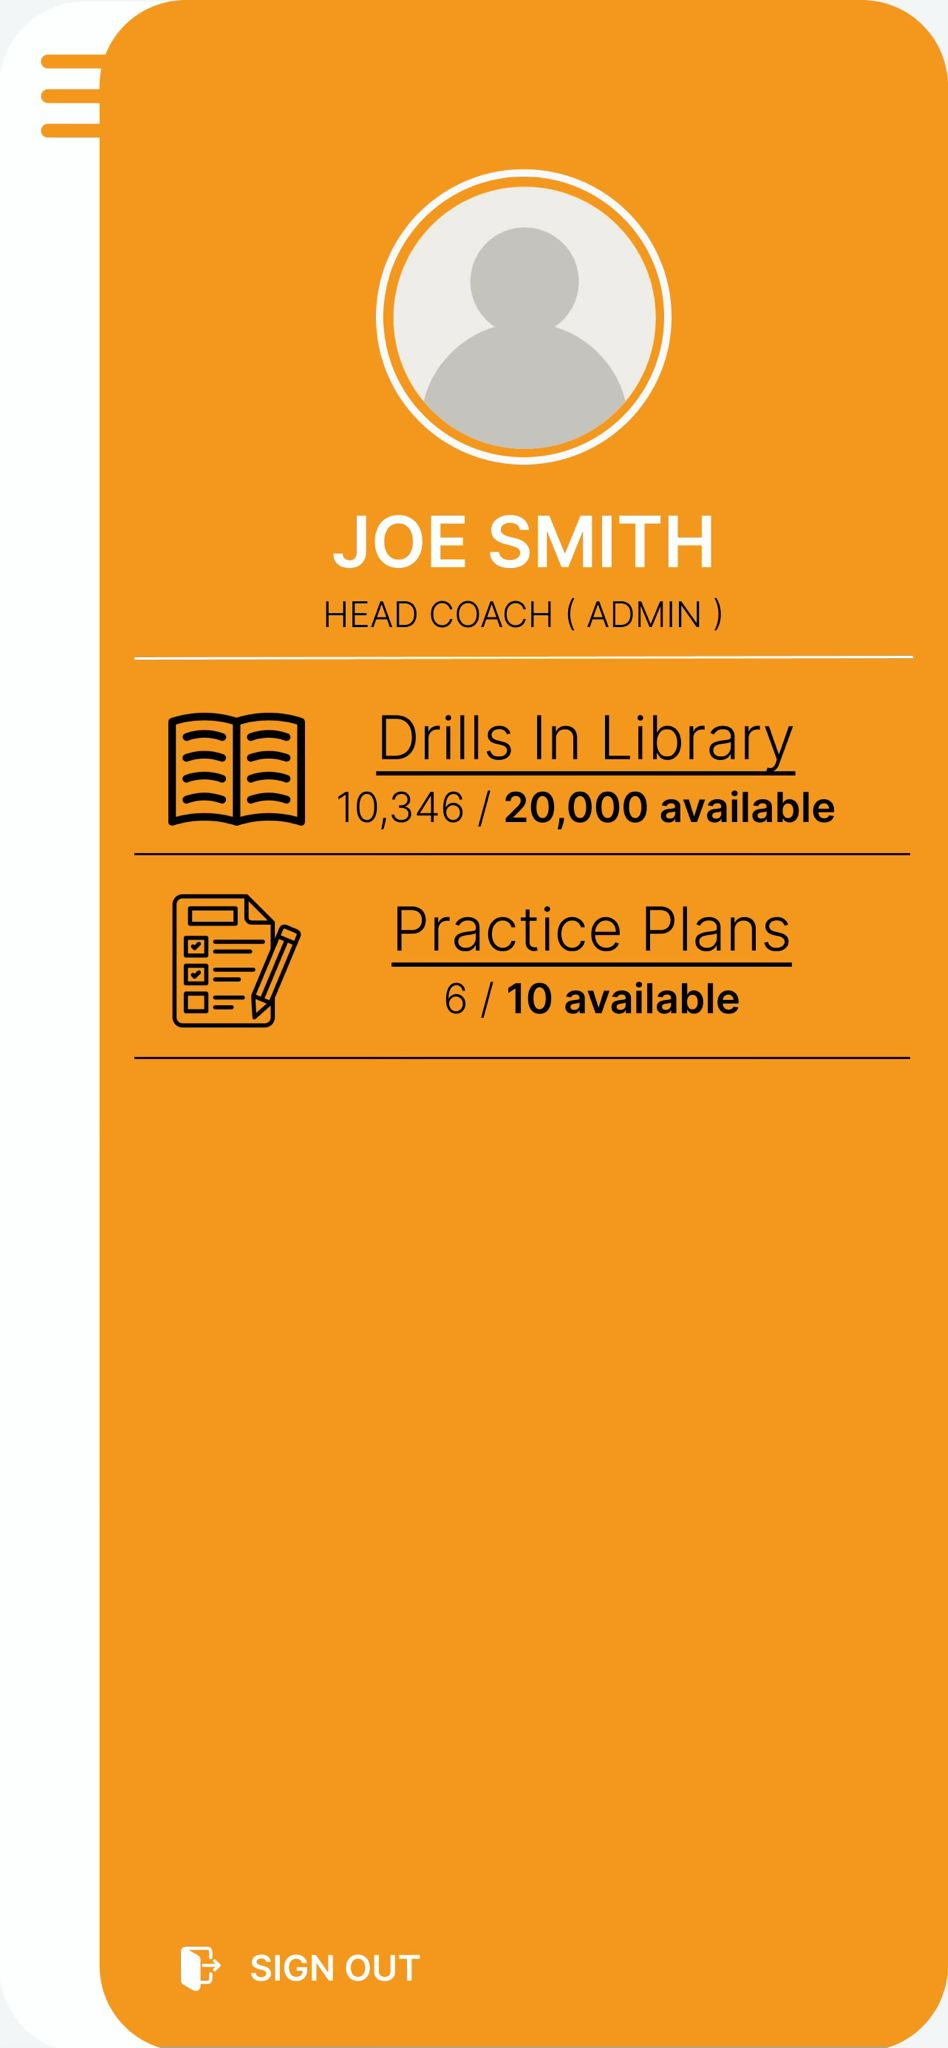 JOE SMITH
HEAD COACH ( ADMIN )
Drills In Library
10,346 / 20,000 available
Practice Plans
6 / 10 available
SIGN OUT